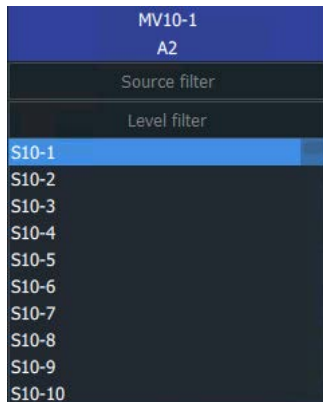 MV10-1
A2
Source filter
Level filter
S10-1
S10-2
S10-3
S10-4
S10-5
S10-6
S10-7
S10-8
S10-9
S10-10